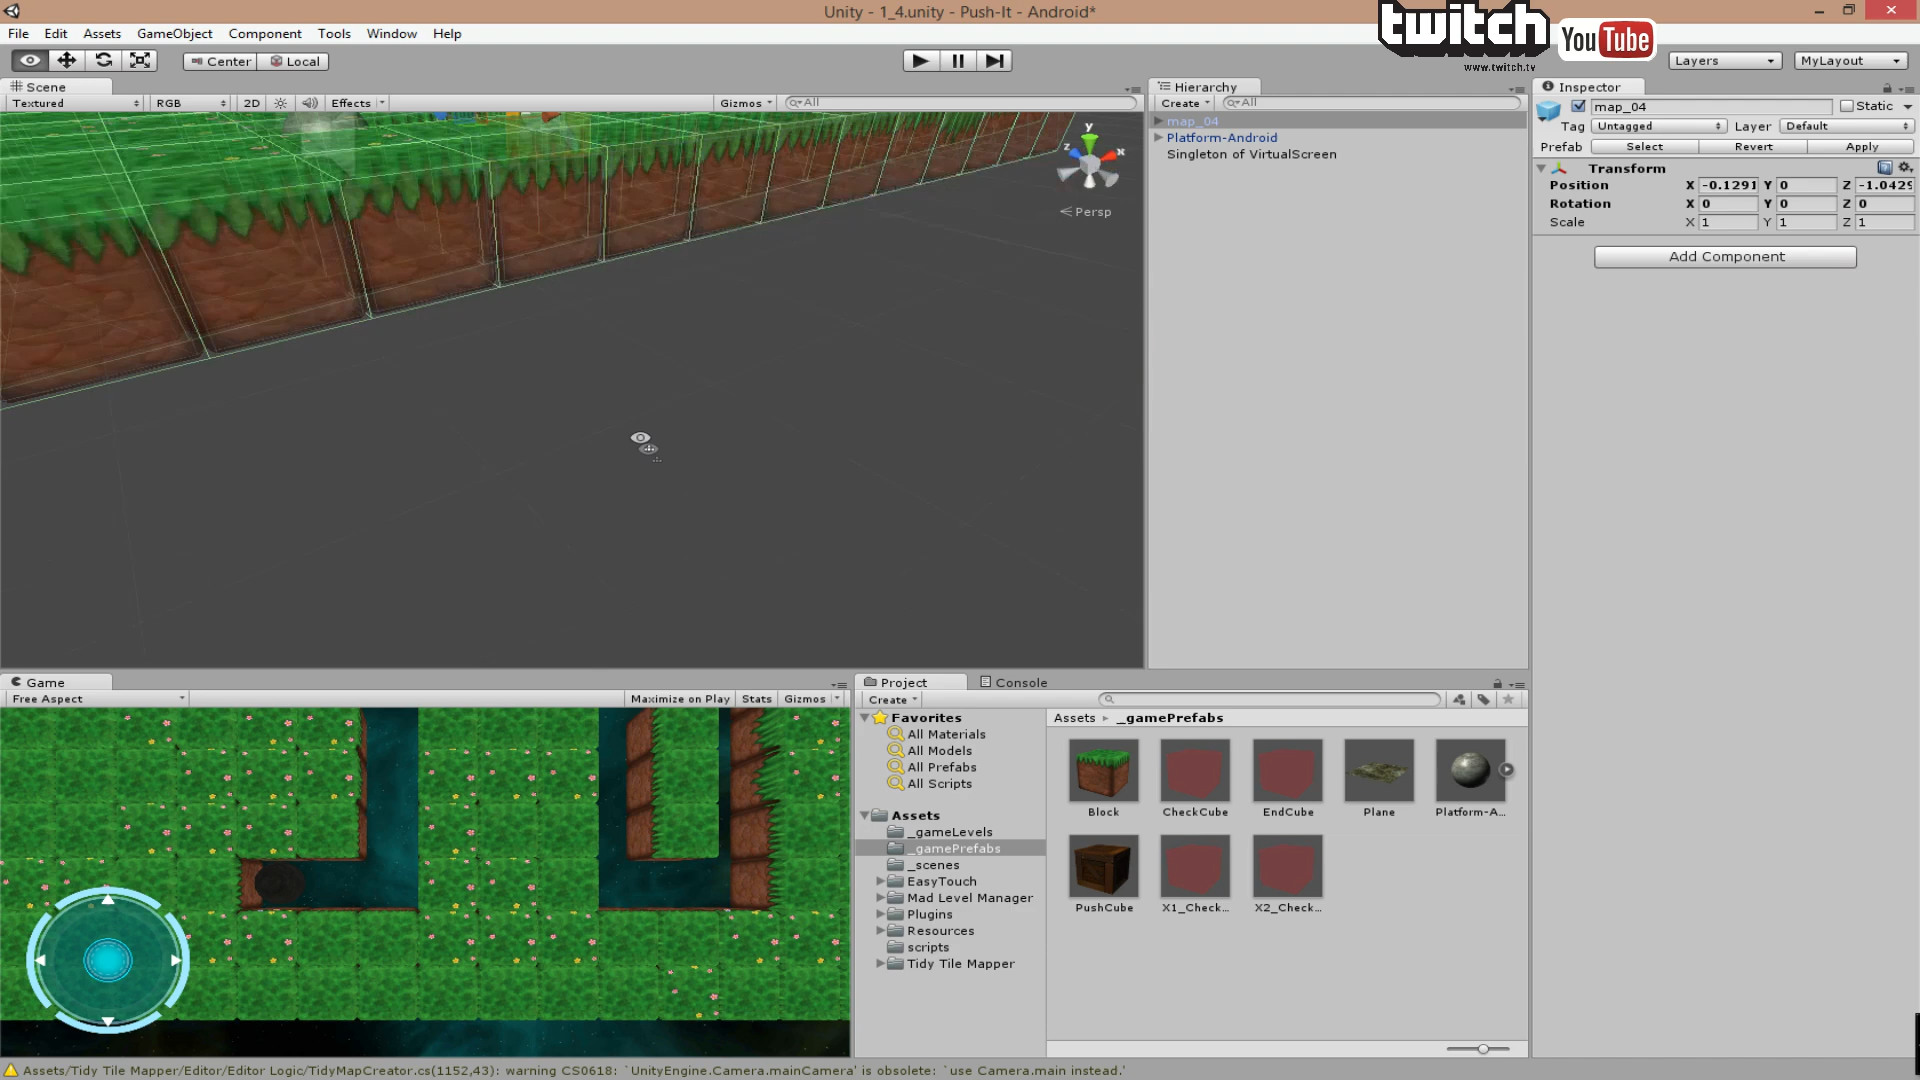 Unity - 1_4.unity - Push-It - Android*
twitch
www.twitch.tv
YouTube
File Edit Assets GameObject Component Tools Window Help
Center Local
Layers MyLayout
Scene
Textured RGB 2D Effects Gizmos All
y
z x
Persp
Hierarchy
Create All
map_04
Platform-Android
Singleton of VirtualScreen
Inspector
map_04 Static
Tag Untagged Layer Default
Prefab Select Revert Apply
Transform
Position X -0.1291 Y 0 Z -1.0429
Rotation X 0 Y 0 Z 0
Scale X 1 Y 1 Z 1
Add Component
Game
Free Aspect Maximize on Play Stats Gizmos
Project Console
Create
Favorites
All Materials
All Models
All Prefabs
All Scripts
Assets
_gameLevels
_gamePrefabs
_scenes
EasyTouch
Mad Level Manager
Plugins
Resources
scripts
Tidy Tile Mapper
Assets _gamePrefabs
Block CheckCube EndCube Plane Platform-A...
PushCube X1_Check... X2_Check...
Assets/Tidy Tile Mapper/Editor/Editor Logic/TidyMapCreator.cs(1152,43): warning CS0618: `UnityEngine.Camera.mainCamera' is obsolete: `use Camera.main instead.'